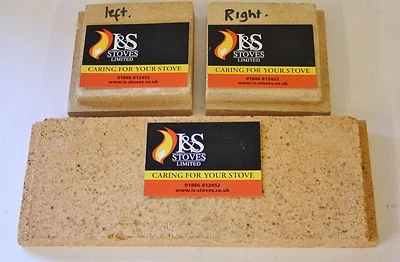 left.
Right.
I&S
STOVES
LIMITED
CARING FOR YOUR STOVE
01886 812452
www.is-stoves.co.uk
I&S
STOVES
LIMITED
CARING FOR YOUR STOVE
01886 812452
www.is-stoves.co.uk
I&S
STOVES
LIMITED
CARING FOR YOUR STOVE
01886 812452
www.is-stoves.co.uk